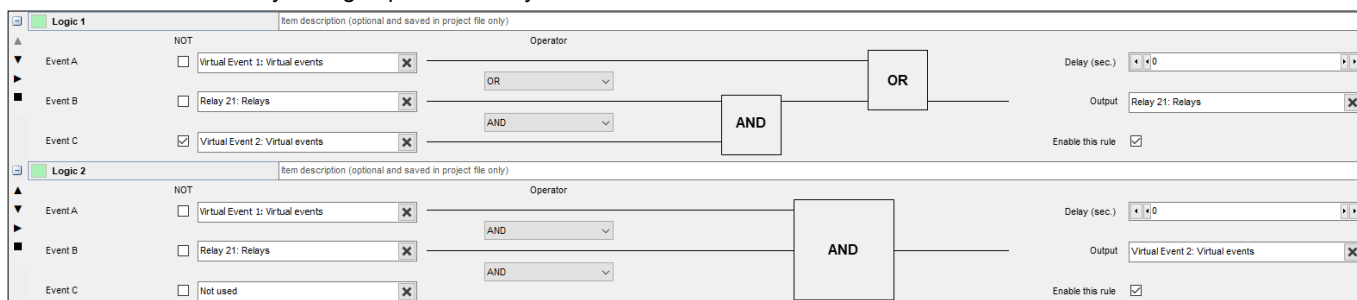 Logic 1 Item description (optional and saved in project file only)
NOT Operator
Event A Virtual Event 1: Virtual events Delay (sec.) 0
OR OR
Event B Relay 21: Relays Output Relay 21: Relays
AND AND
Event C Virtual Event 2: Virtual events Enable this rule
Logic 2 Item description (optional and saved in project file only)
NOT Operator
Event A Virtual Event 1: Virtual events Delay (sec.) 0
AND
Event B Relay 21: Relays AND Output Virtual Event 2: Virtual events
AND
Event C Not used Enable this rule